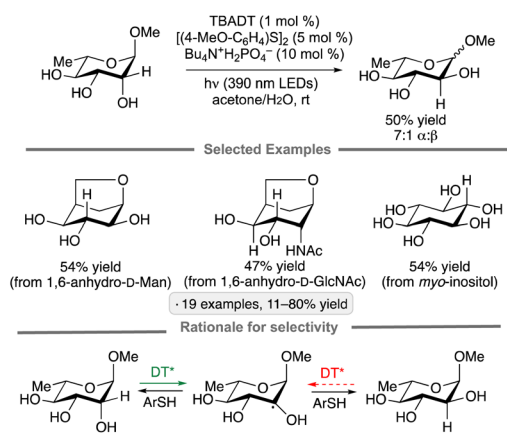 TBADT (1 mol %)
[(4-MeO-C6H4)S]2 (5 mol %)
Bu4N+H2PO4− (10 mol %)
hν (390 nm LEDs)
acetone/H2O, rt
OMe
Me
O
HO
HO
H
OH
OMe
Me
O
HO
HO
OH
H
50% yield
7:1 α:β
Selected Examples
O
H
HO
HO
OH
54% yield
(from 1,6-anhydro-D-Man)
O
HO
H
H
HO
HNAc
47% yield
(from 1,6-anhydro-D-GlcNAc)
H
HO
OH
HO
HO
OH
OH
54% yield
(from myo-inositol)
· 19 examples, 11–80% yield
Rationale for selectivity
OMe
Me
O
HO
HO
H
OH
DT*
ArSH
OMe
Me
O
HO
HO
OH
DT*
ArSH
OMe
Me
O
HO
HO
OH
H